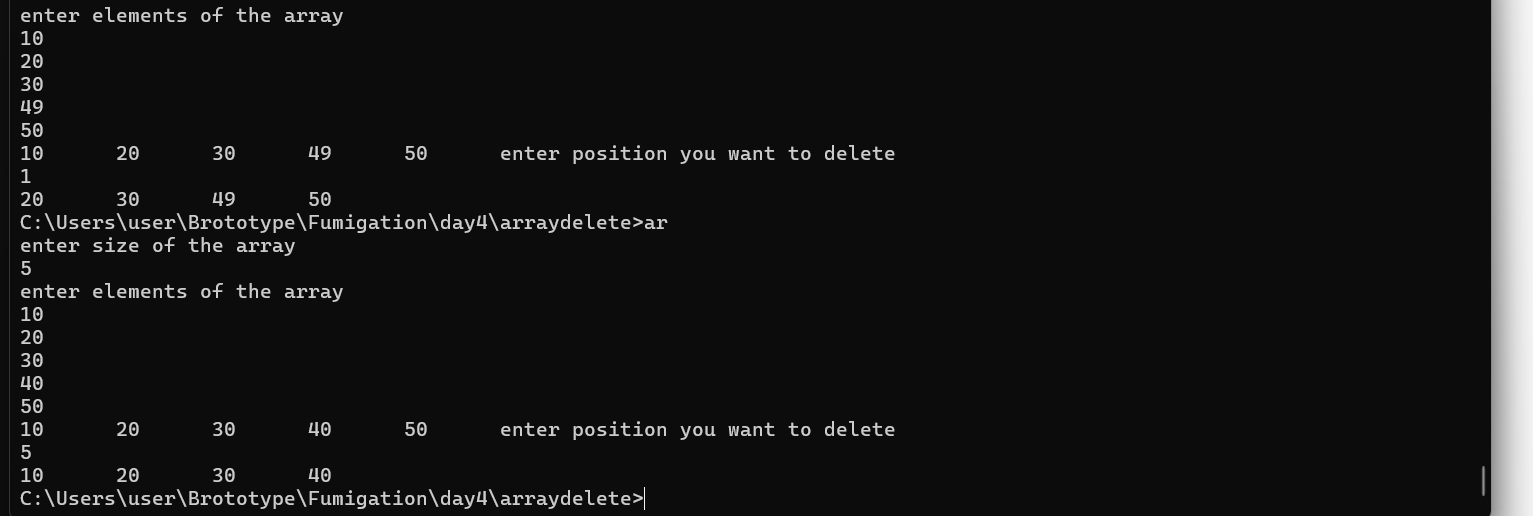 enter elements of the array
10
20
30
49
50
10 20 30 49 50 enter position you want to delete
1
20 30 49 50
C:\Users\user\Brototype\Fumigation\day4\arraydelete>ar
enter size of the array
5
enter elements of the array
10
20
30
40
50
10 20 30 40 50 enter position you want to delete
5
10 20 30 40
C:\Users\user\Brototype\Fumigation\day4\arraydelete>